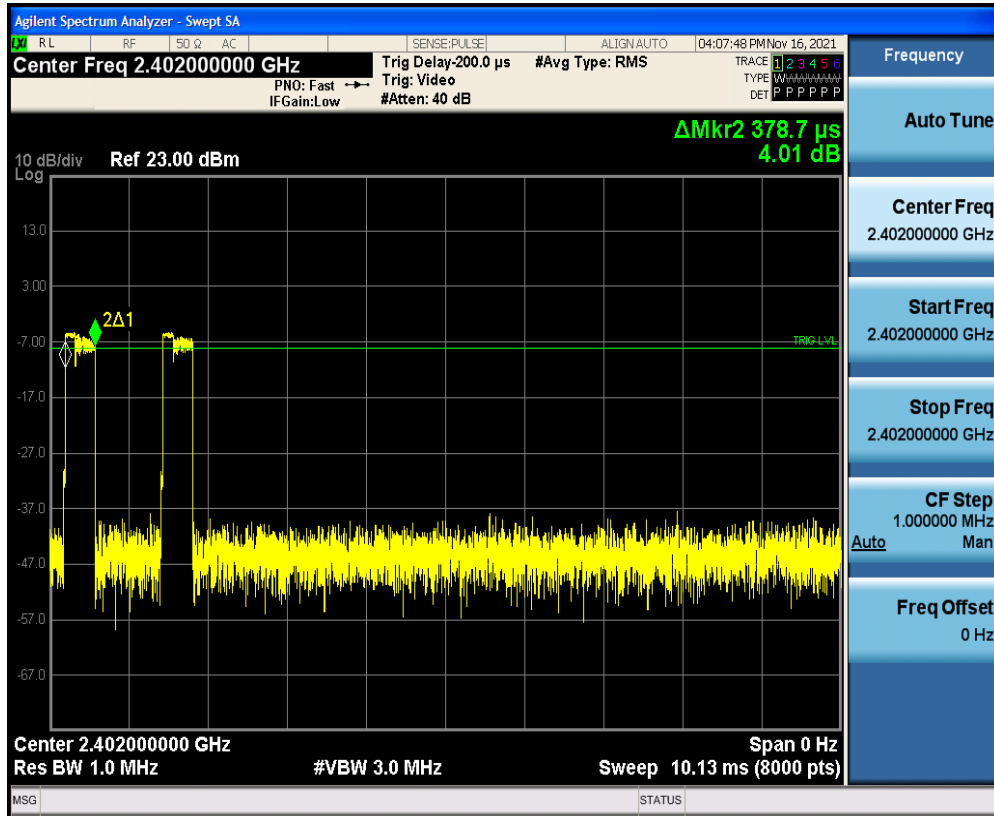 Agilent Spectrum Analyzer - Swept SA
LXI RL RF 50 Ω AC SENSE:PULSE ALIGN AUTO 04:07:48 PM Nov 16, 2021
Center Freq 2.402000000 GHz
PNO: Fast
IFGain:Low
Trig Delay-200.0 µs
Trig: Video
#Atten: 40 dB
#Avg Type: RMS
TRACE 1 2 3 4 5 6
TYPE W
DET P P P P P P
ΔMkr2 378.7 µs
4.01 dB
10 dB/div Ref 23.00 dBm
Log
13.0
3.00
2Δ1
-7.00
TRIG LVL
-17.0
-27.0
-37.0
-47.0
-57.0
-67.0
Center 2.402000000 GHz Span 0 Hz
Res BW 1.0 MHz #VBW 3.0 MHz Sweep 10.13 ms (8000 pts)
MSG STATUS
Frequency
Auto Tune
Center Freq
2.402000000 GHz
Start Freq
2.402000000 GHz
Stop Freq
2.402000000 GHz
CF Step
1.000000 MHz
Auto Man
Freq Offset
0 Hz